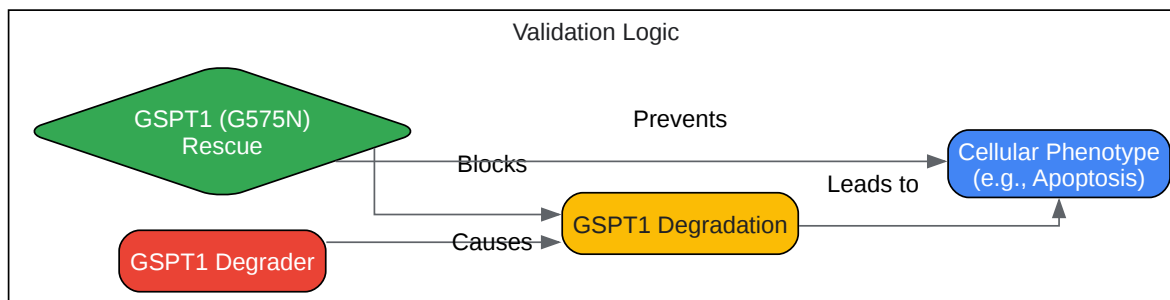 Validation Logic
GSPT1 (G575N)
Rescue
Prevents
Blocks
Cellular Phenotype
(e.g., Apoptosis)
Leads to
GSPT1 Degradation
Causes
GSPT1 Degrader